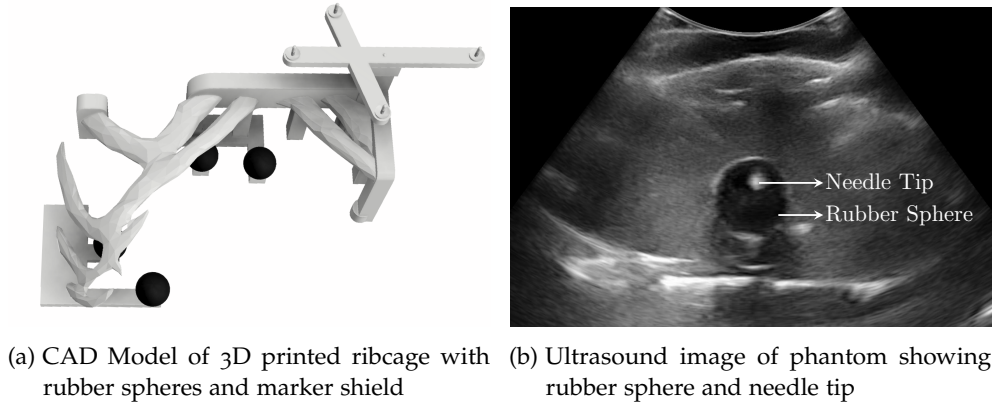 Needle Tip
Rubber Sphere
(a) CAD Model of 3D printed ribcage with
rubber spheres and marker shield
(b) Ultrasound image of phantom showing
rubber sphere and needle tip